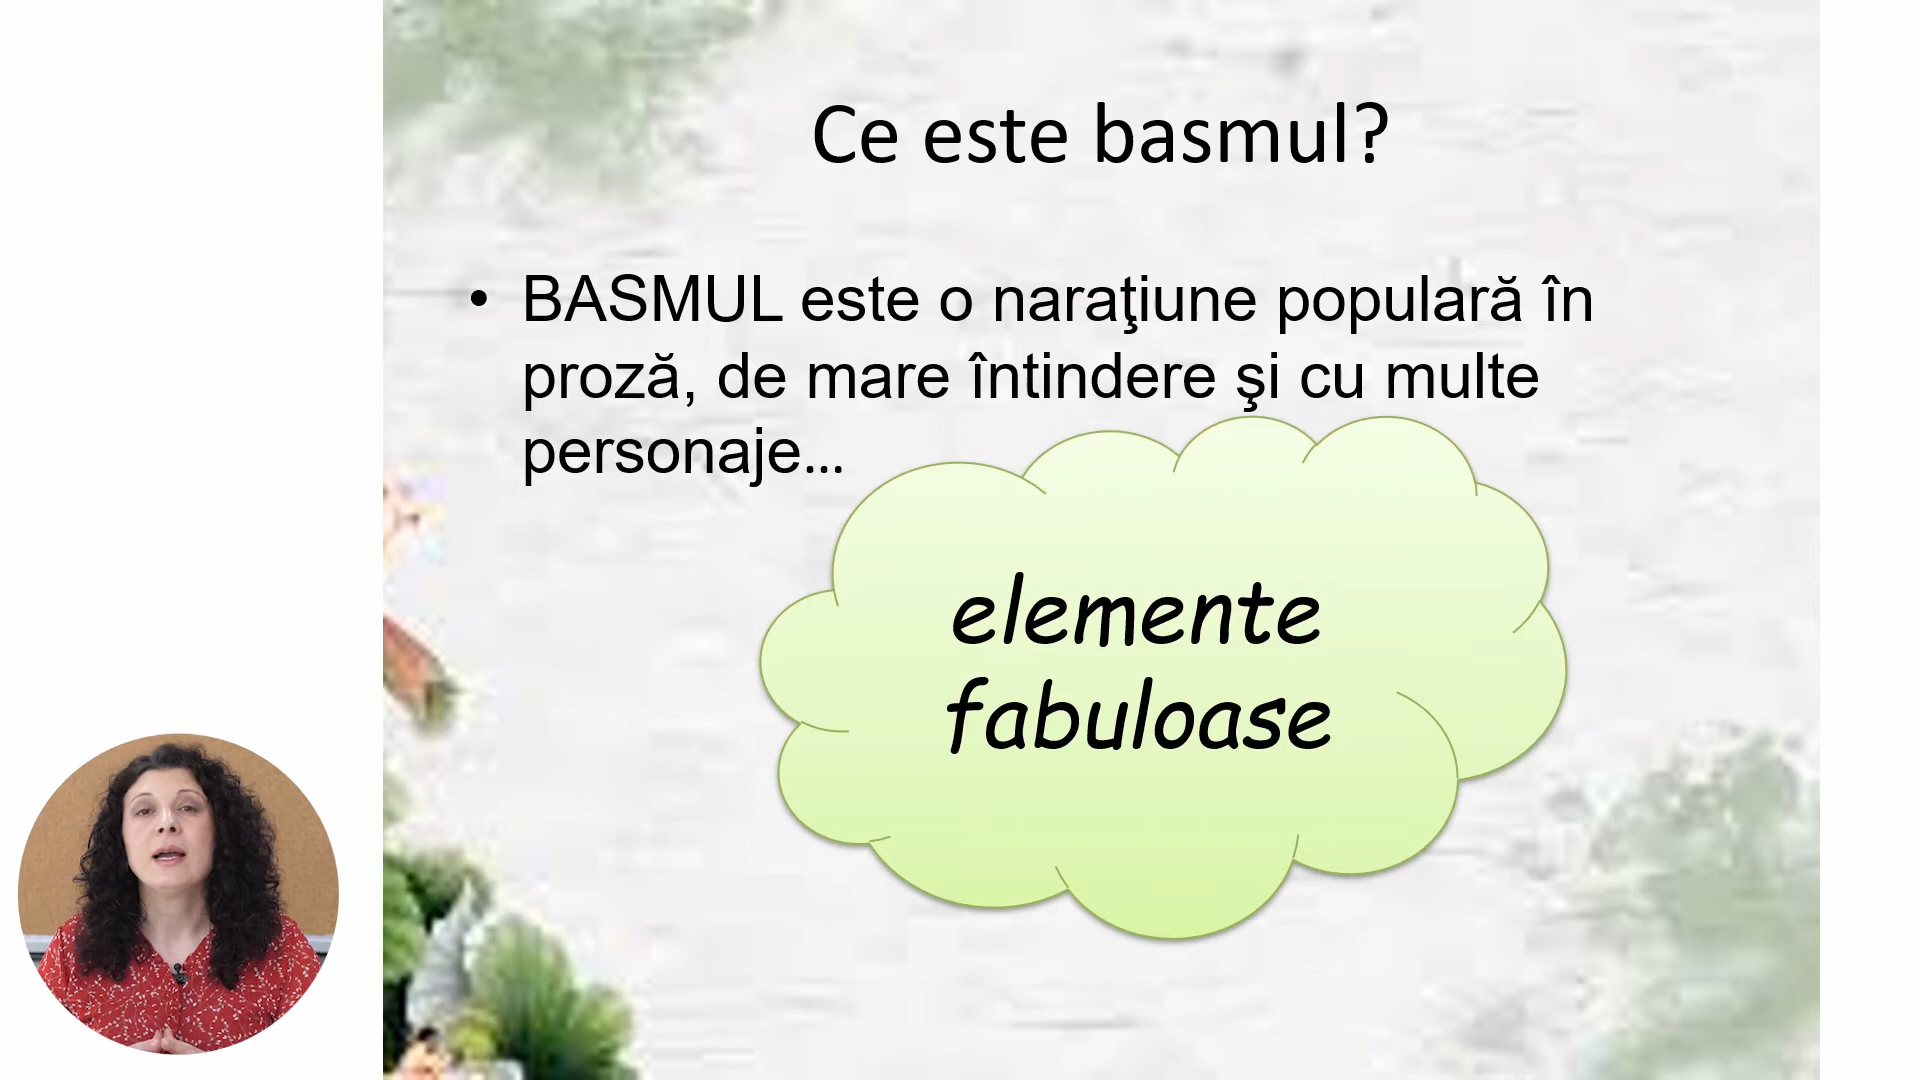 Ce este basmul?
• BASMUL este o naraţiune populară în
proză, de mare întindere şi cu multe
personaje…
elemente
fabuloase